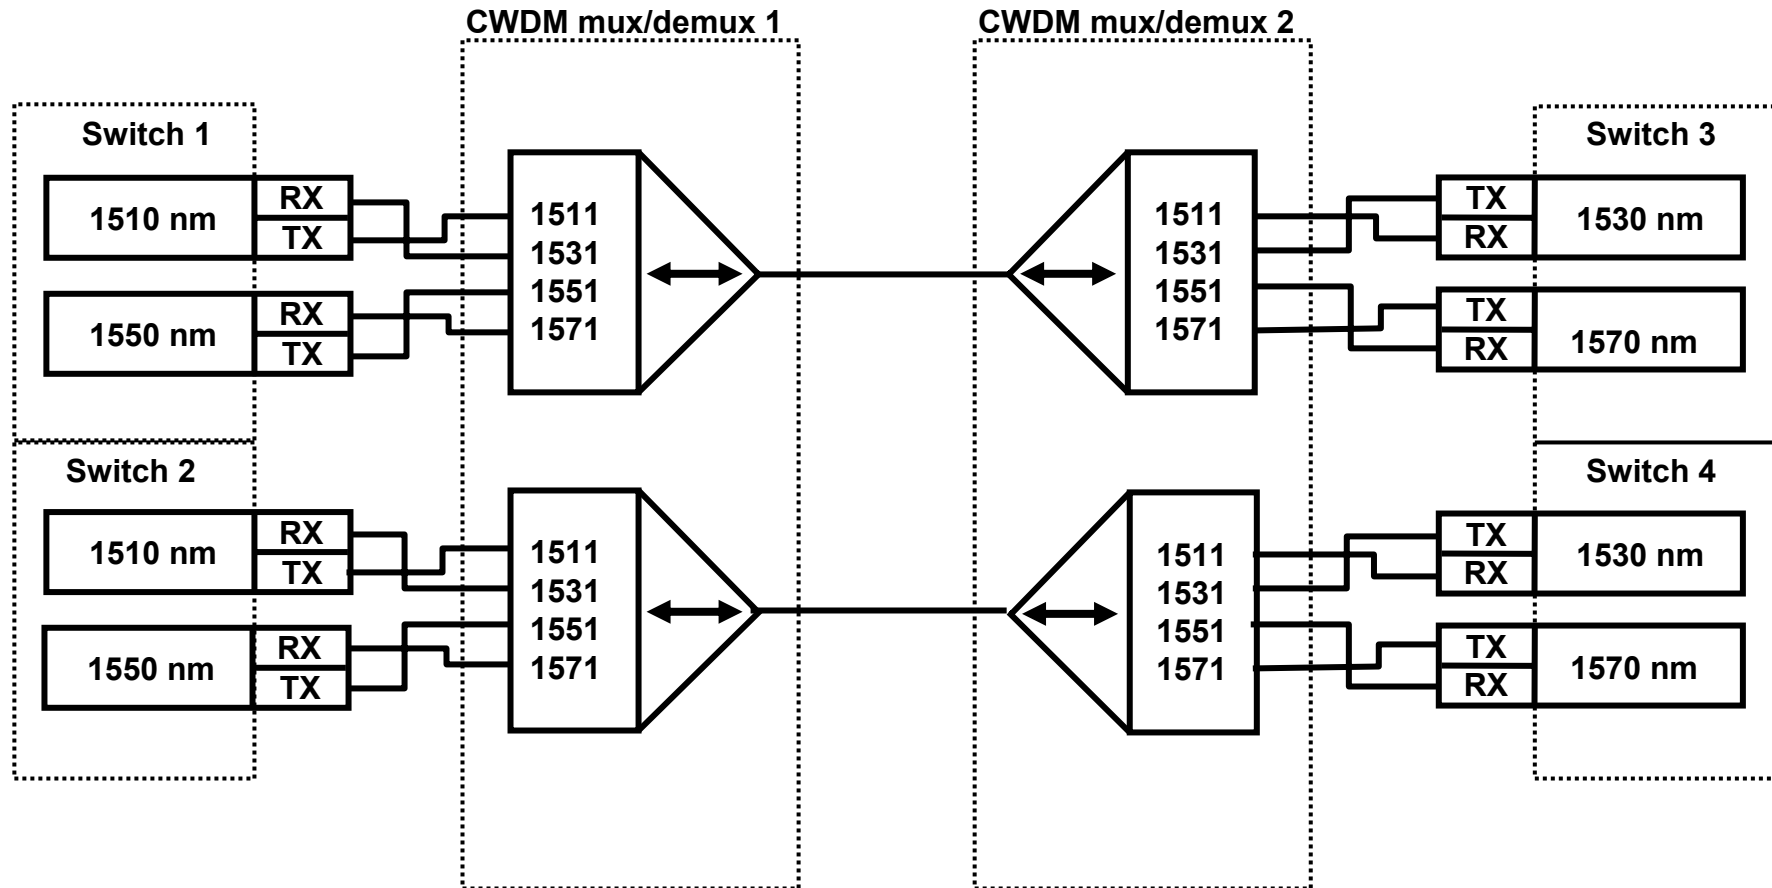 CWDM mux/demux 1
CWDM mux/demux 2
Switch 1
1510 nm
RX
TX
1550 nm
RX
TX
Switch 2
1510 nm
RX
TX
1550 nm
RX
TX
1511
1531
1551
1571
1511
1531
1551
1571
1511
1531
1551
1571
1511
1531
1551
1571
Switch 3
TX
RX
1530 nm
TX
RX
1570 nm
Switch 4
TX
RX
1530 nm
TX
RX
1570 nm